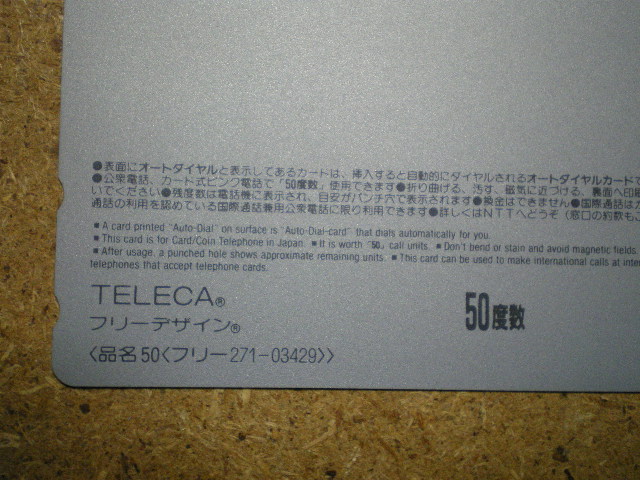 ●表面にオートダイヤルと表示してあるカードは、挿入すると自動的にダイヤルされるオートダイヤルカードで
●公衆電話、カード式ピンク電話で「50度数」使用できます●折り曲げる、汚す、磁気に近づける、裏面へ印刷
いでください●残度数は電話機に表示され、目安がパンチ穴で表示されます●換金はできません●国際通話はカ
通話の利用を認めている国際通話兼用公衆電話に限り利用できます●詳しくはNTTへどうぞ（窓口の約款も
■ A card printed "Auto-Dial" on surface is "Auto-Dial-card" that dials automatically for you.
■ This card is for Card/Coin Telephone in Japan. ■ It is worth「50」call units. ■ Don't bend or stain and avoid magnetic fields.
■ After usage, a punched hole shows approximate remaining units. ■ This card can be used to make international calls at inter
telephones that accept telephone cards.
TELECA®
フリーデザイン®
50度数
〈品名50〈フリー271-03429〉〉